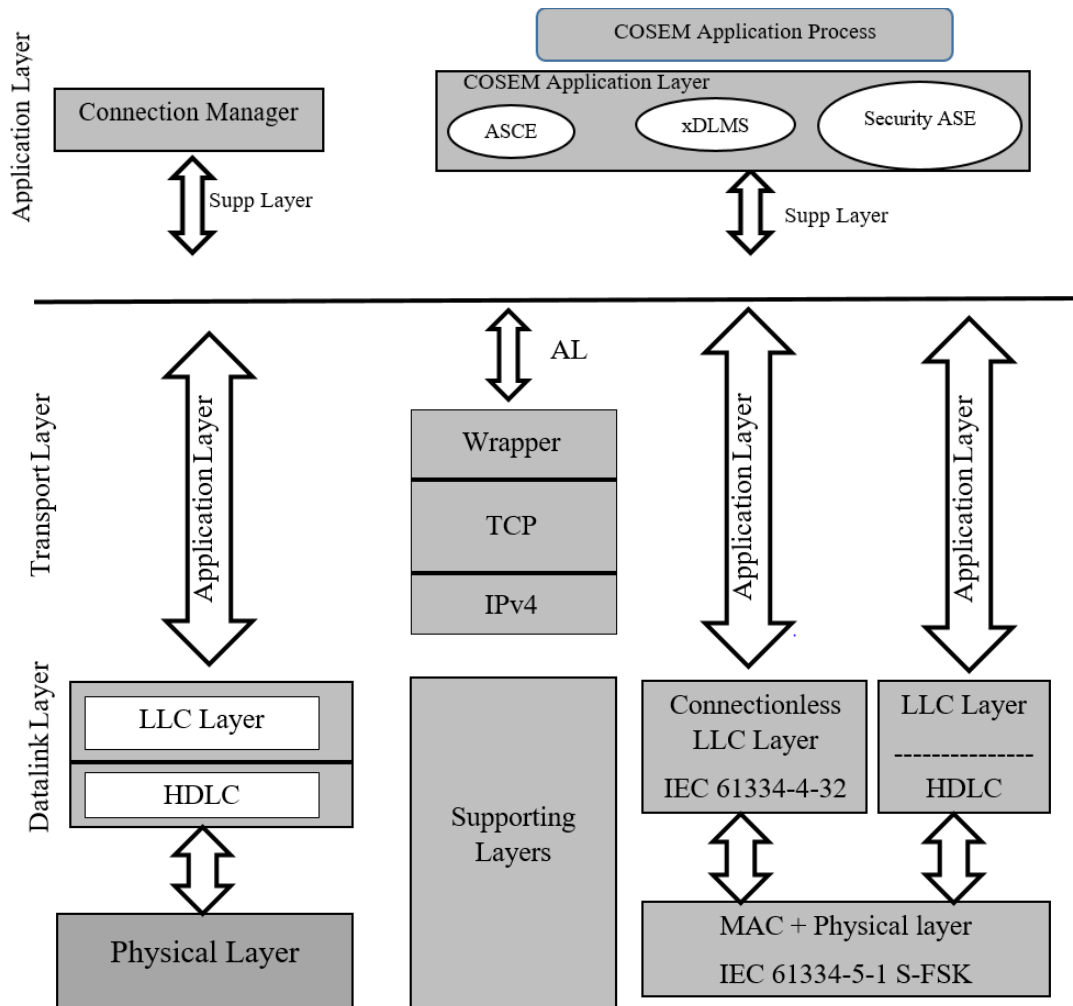 COSEM Application Process
Application Layer
COSEM Application Layer
Connection Manager
ASCE
xDLMS
Security ASE
Supp Layer
Supp Layer
AL
Transport Layer
Application Layer
Wrapper
TCP
IPv4
Application Layer
Application Layer
Datalink Layer
LLC Layer
HDLC
Supporting
Layers
Connectionless
LLC Layer
IEC 61334-4-32
LLC Layer
---------------
HDLC
Physical Layer
MAC + Physical layer
IEC 61334-5-1 S-FSK